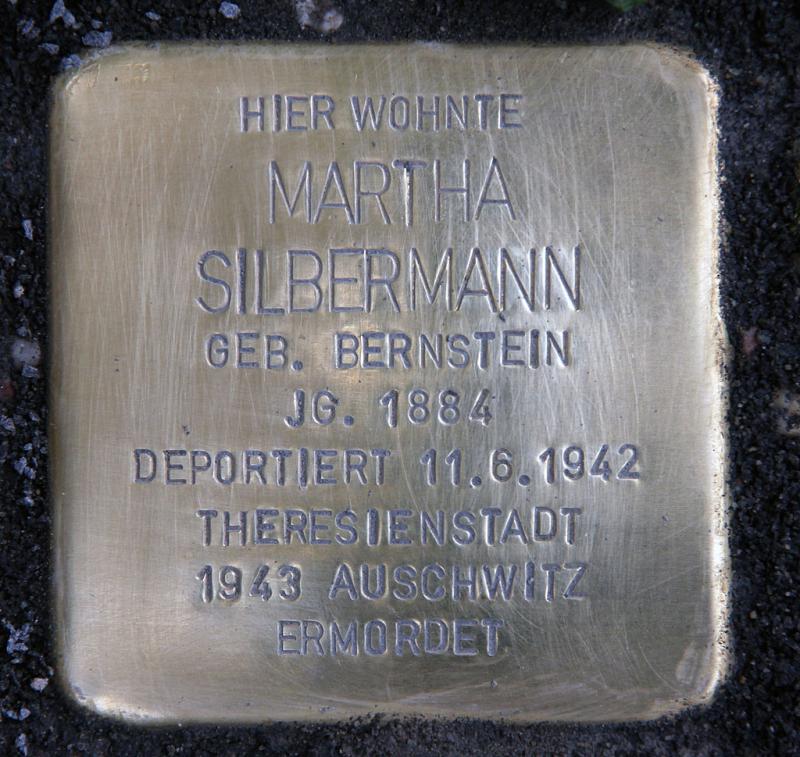 HIER WOHNTE
MARTHA
SILBERMANN
GEB. BERNSTEIN
JG. 1884
DEPORTIERT 11.6.1942
THERESIENSTADT
1943 AUSCHWITZ
ERMORDET